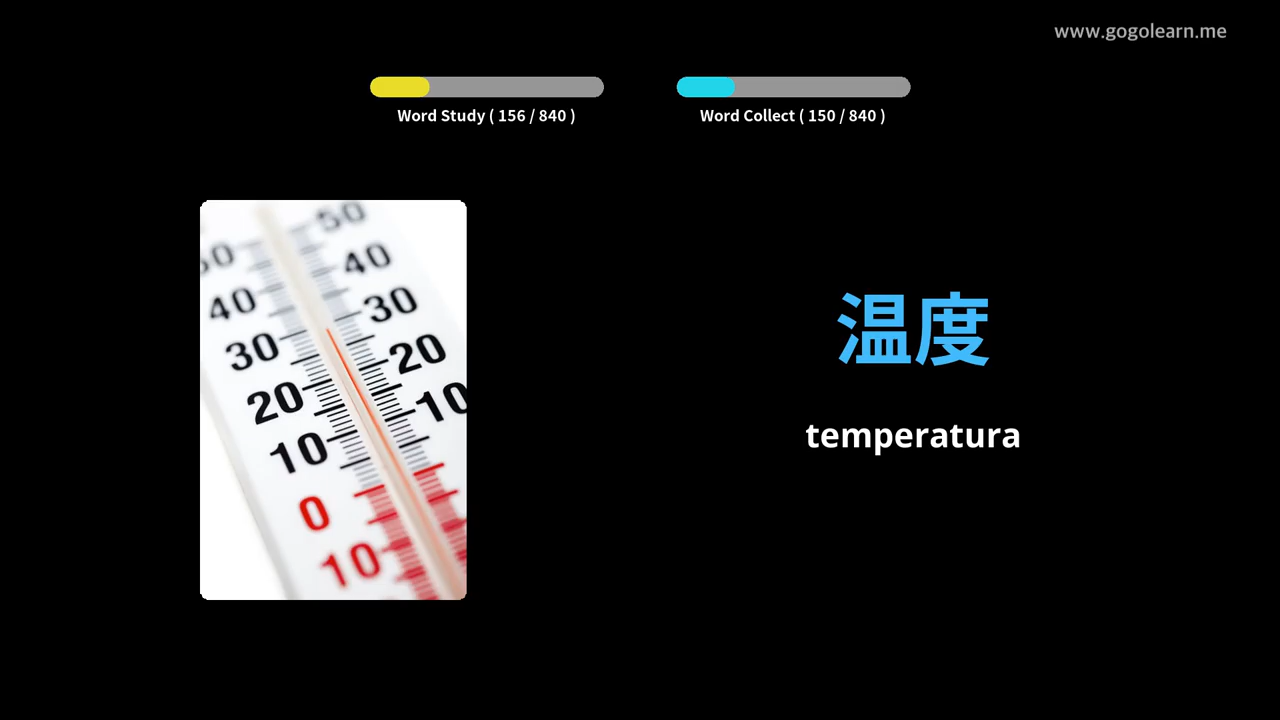 www.gogolearn.me
Word Study ( 156 / 840 )
Word Collect ( 150 / 840 )
50
50 40
40 30
30 20
20 10
10
0
10
温度
temperatura